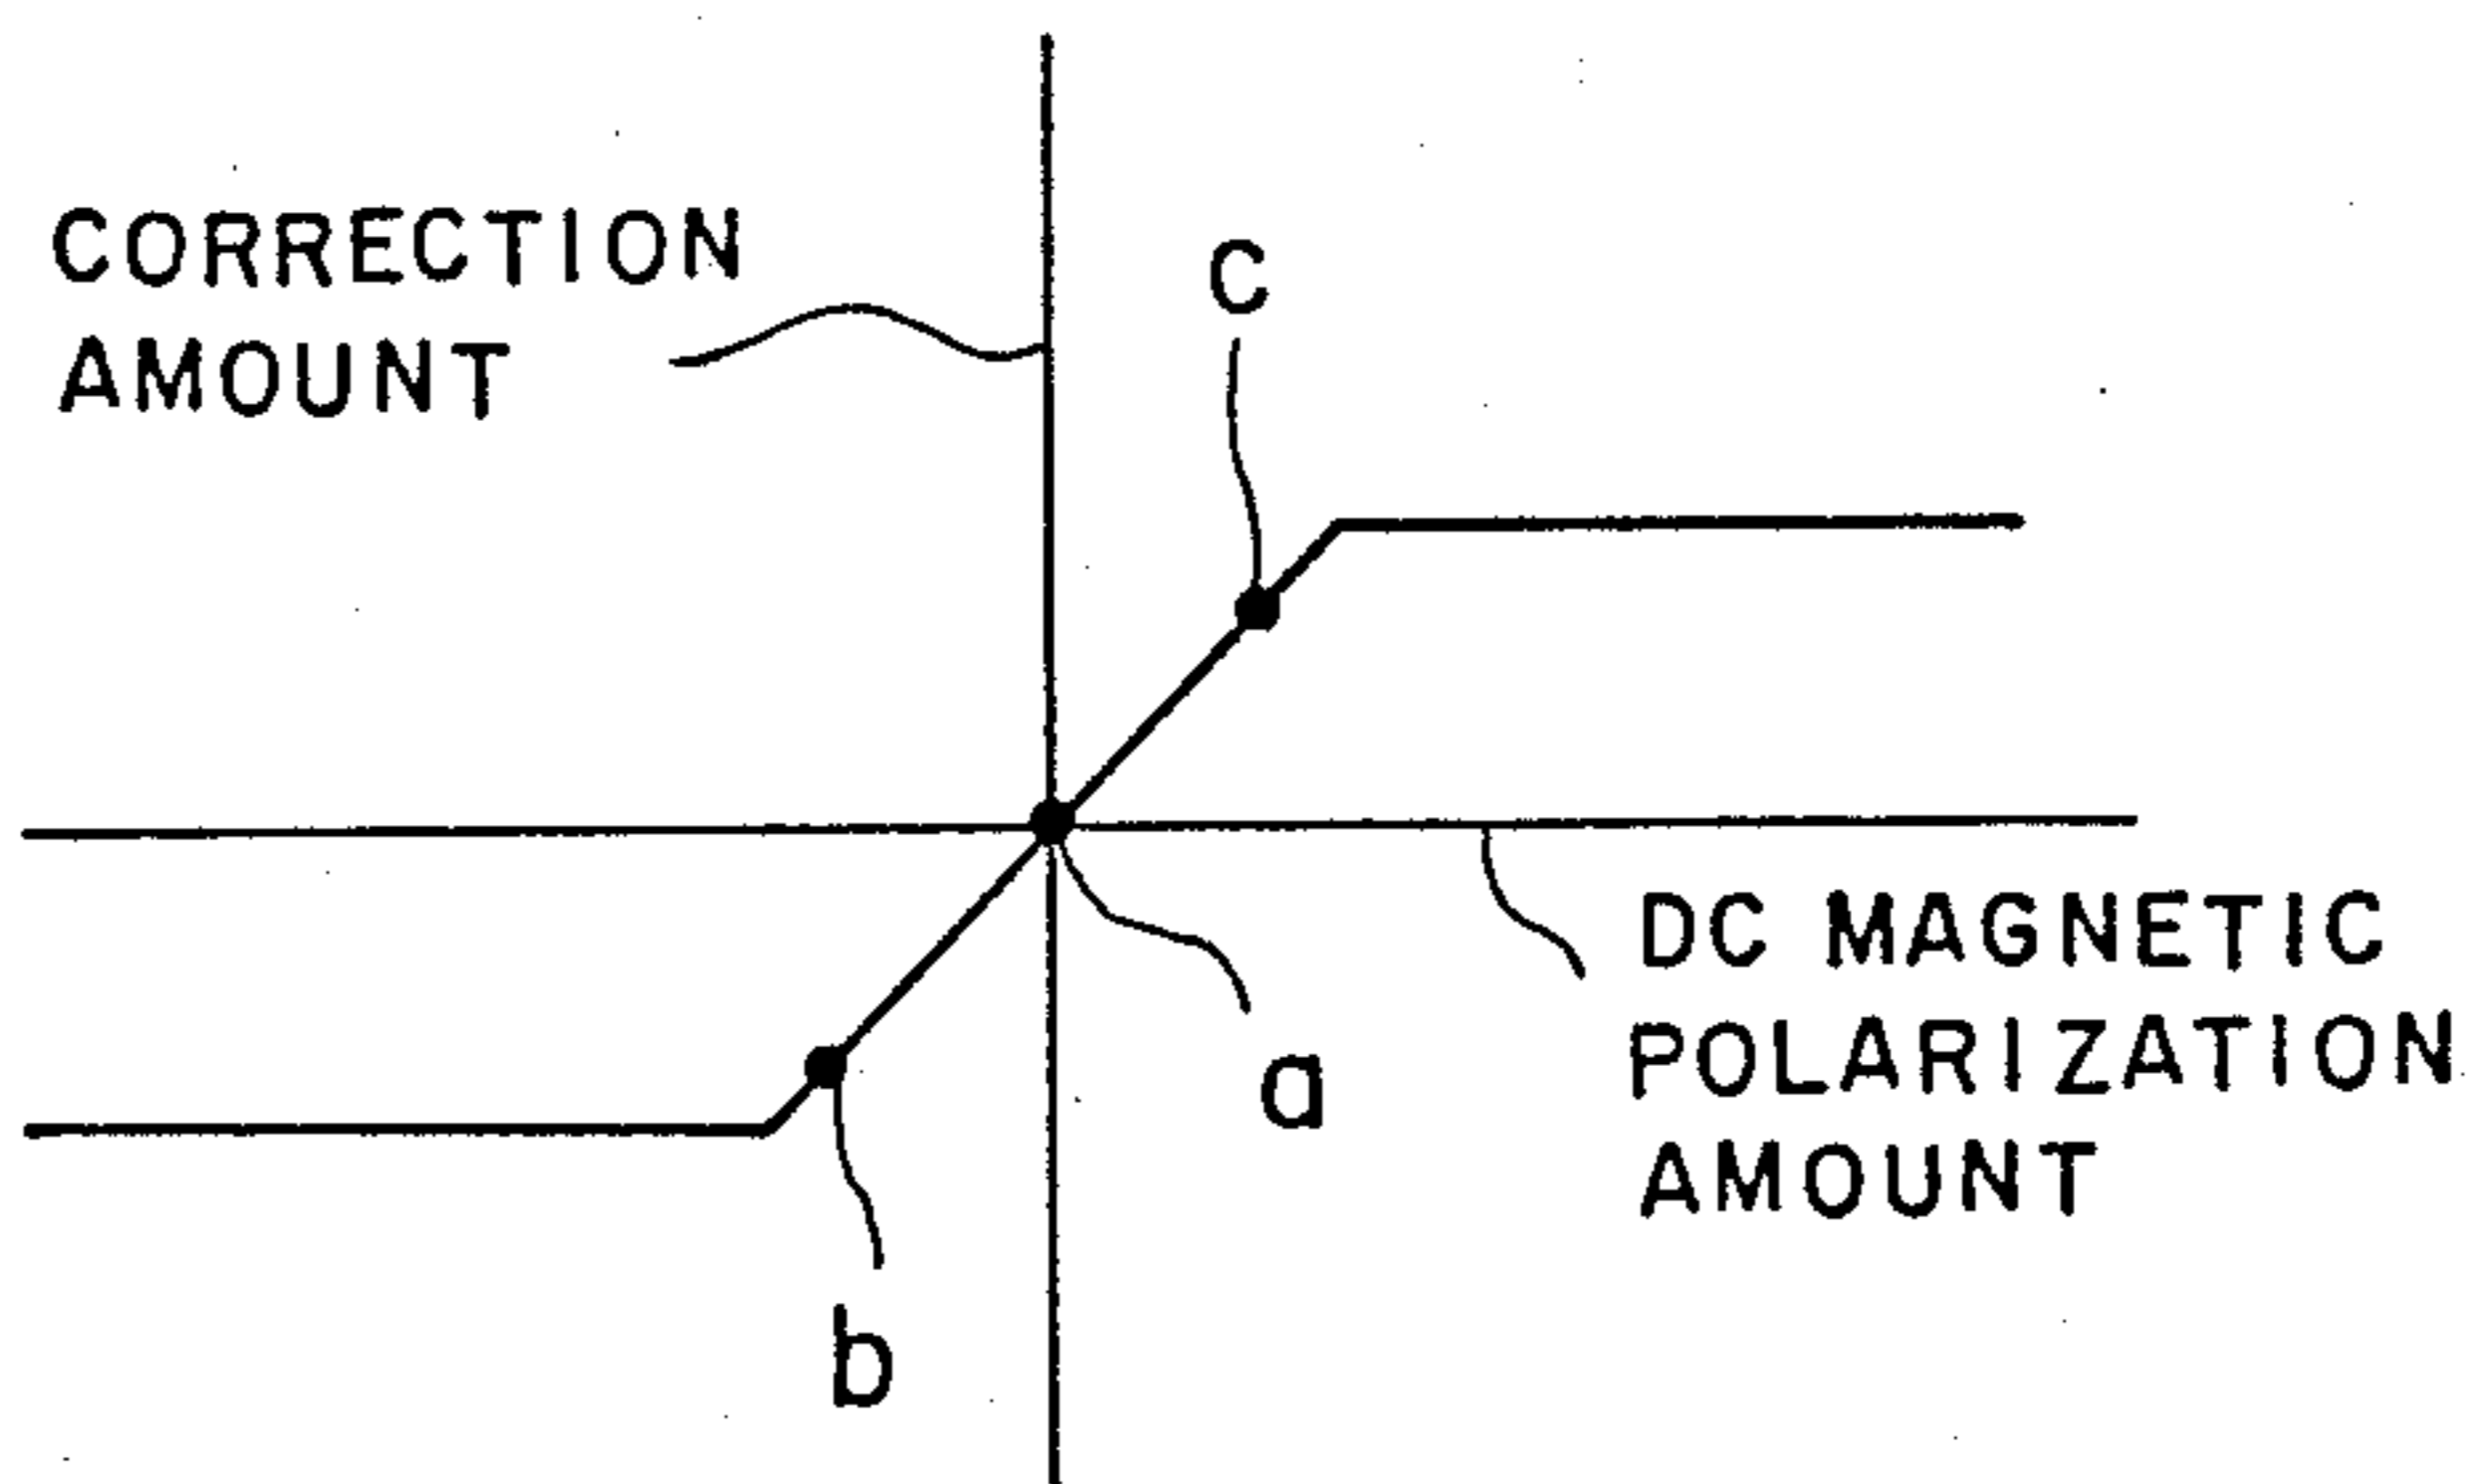 CORRECTION
AMOUNT
C
DC MAGNETIC
POLARIZATION
AMOUNT
a
b